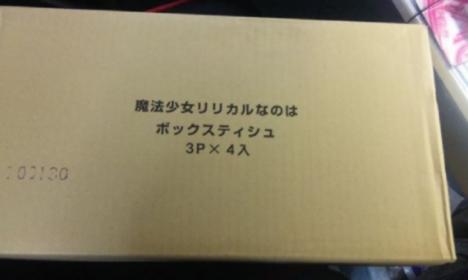 魔法少女リリカルなのは
ボックスティシュ
3P×4入